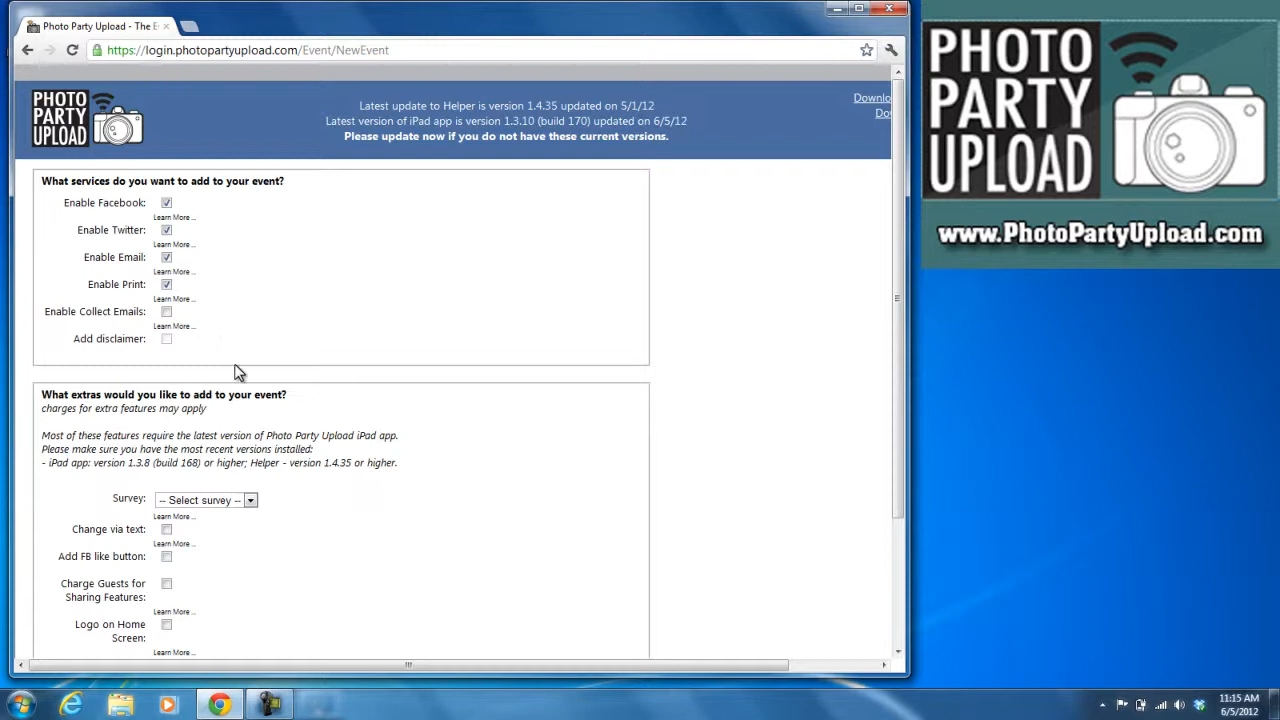 Photo Party Upload - The E
https://login.photopartyupload.com/Event/NewEvent
PHOTO
PARTY
UPLOAD
Latest update to Helper is version 1.4.35 updated on 5/1/12
Latest version of iPad app is version 1.3.10 (build 170) updated on 6/5/12
Please update now if you do not have these current versions.
Downlo
Do
What services do you want to add to your event?
Enable Facebook:
Learn More ...
Enable Twitter:
Learn More ...
Enable Email:
Learn More ...
Enable Print:
Learn More ...
Enable Collect Emails:
Learn More ...
Add disclaimer:
What extras would you like to add to your event?
charges for extra features may apply
Most of these features require the latest version of Photo Party Upload iPad app.
Please make sure you have the most recent versions installed:
- iPad app: version 1.3.8 (build 168) or higher; Helper - version 1.4.35 or higher.
Survey: -- Select survey --
Learn More ...
Change via text:
Learn More ...
Add FB like button:
Charge Guests for
Sharing Features:
Learn More ...
Logo on Home
Screen:
Learn More ...
PHOTO
PARTY
UPLOAD
www.PhotoPartyUpload.com
11:15 AM
6/5/2012